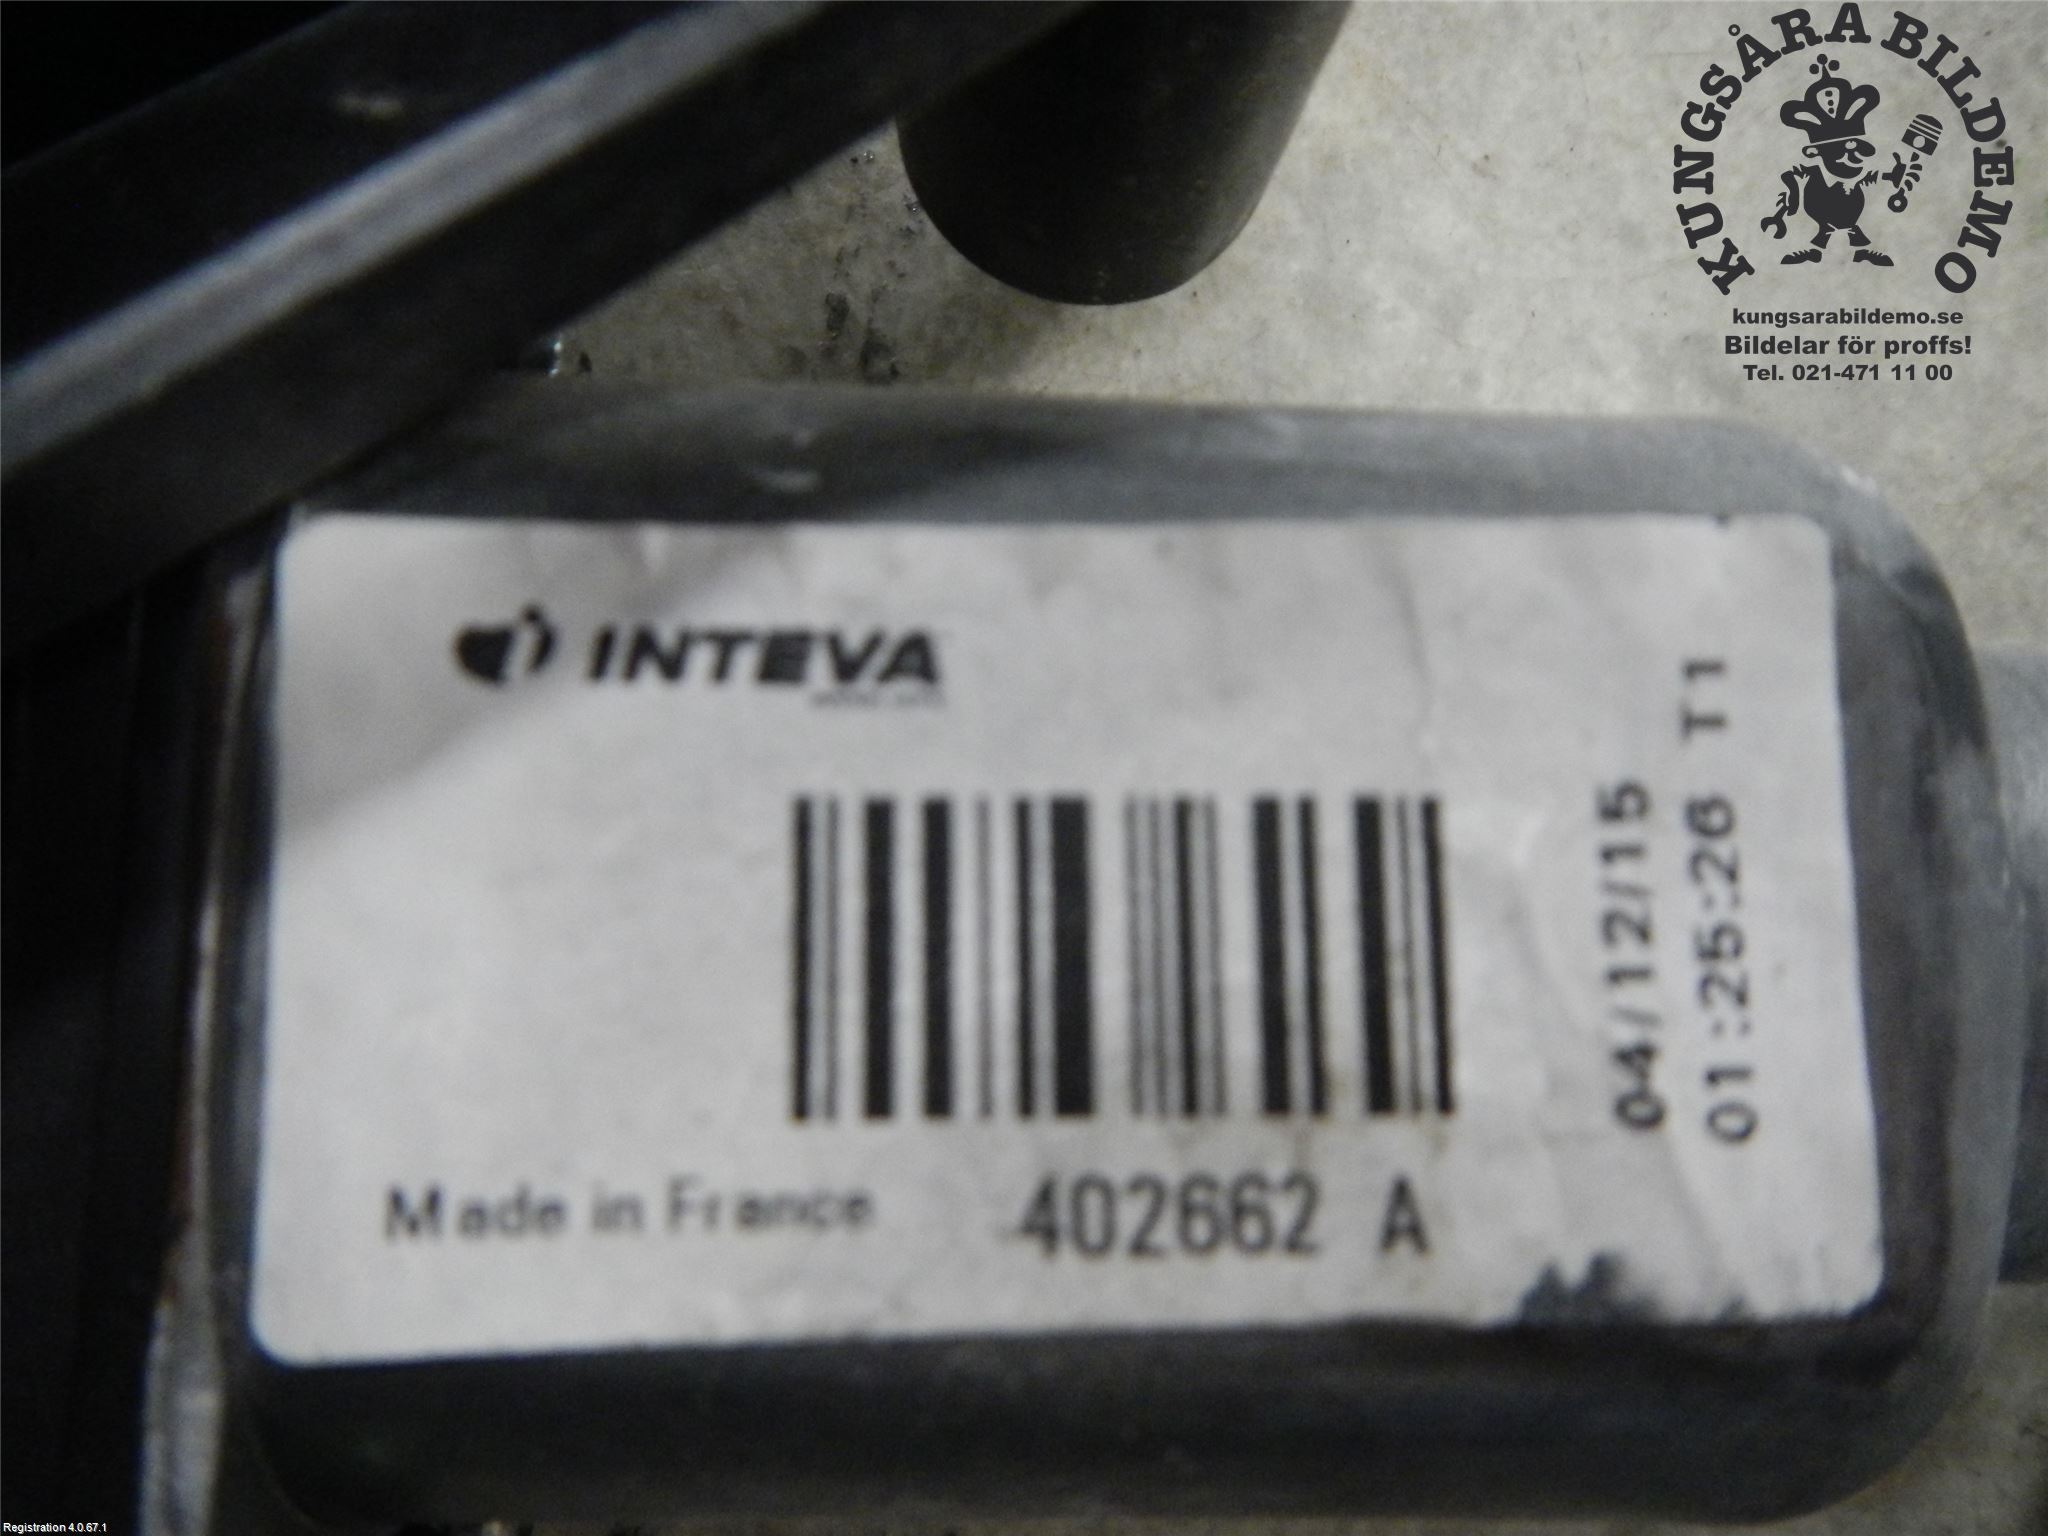 KUNGSÅRA BILDEMO
kungsarabildemo.se
Bildelar för proffs!
Tel. 021-471 11 00
INTEVA
04/12/15
01:25:26 T1
Made in France
402662 A
Registration 4.0.67.1